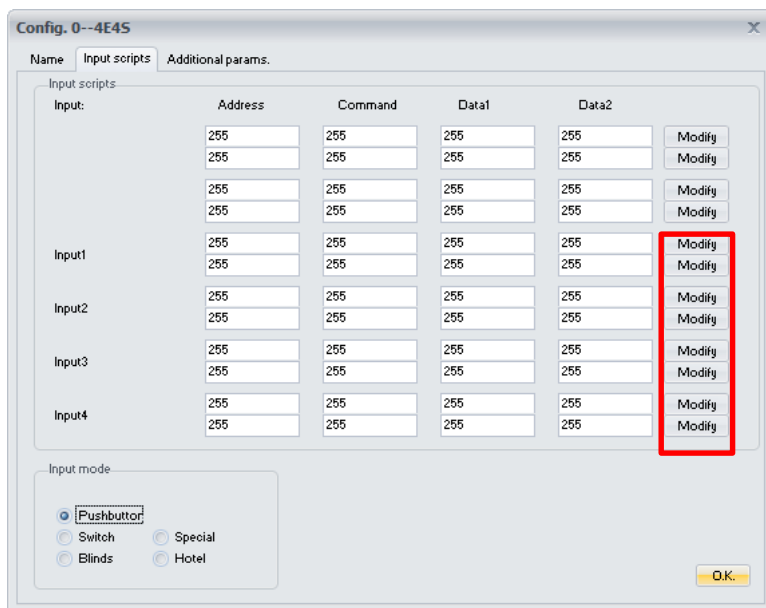 Config. 0--4E4S X
Name Input scripts Additional params.
Input scripts
Input: Address Command Data1 Data2
255 255 255 255 Modify
255 255 255 255 Modify
255 255 255 255 Modify
255 255 255 255 Modify
Input1
255 255 255 255 Modify
255 255 255 255 Modify
Input2
255 255 255 255 Modify
255 255 255 255 Modify
Input3
255 255 255 255 Modify
255 255 255 255 Modify
Input4
255 255 255 255 Modify
255 255 255 255 Modify
Input mode
Pushbuttor
Switch Special
Blinds Hotel
O.K.